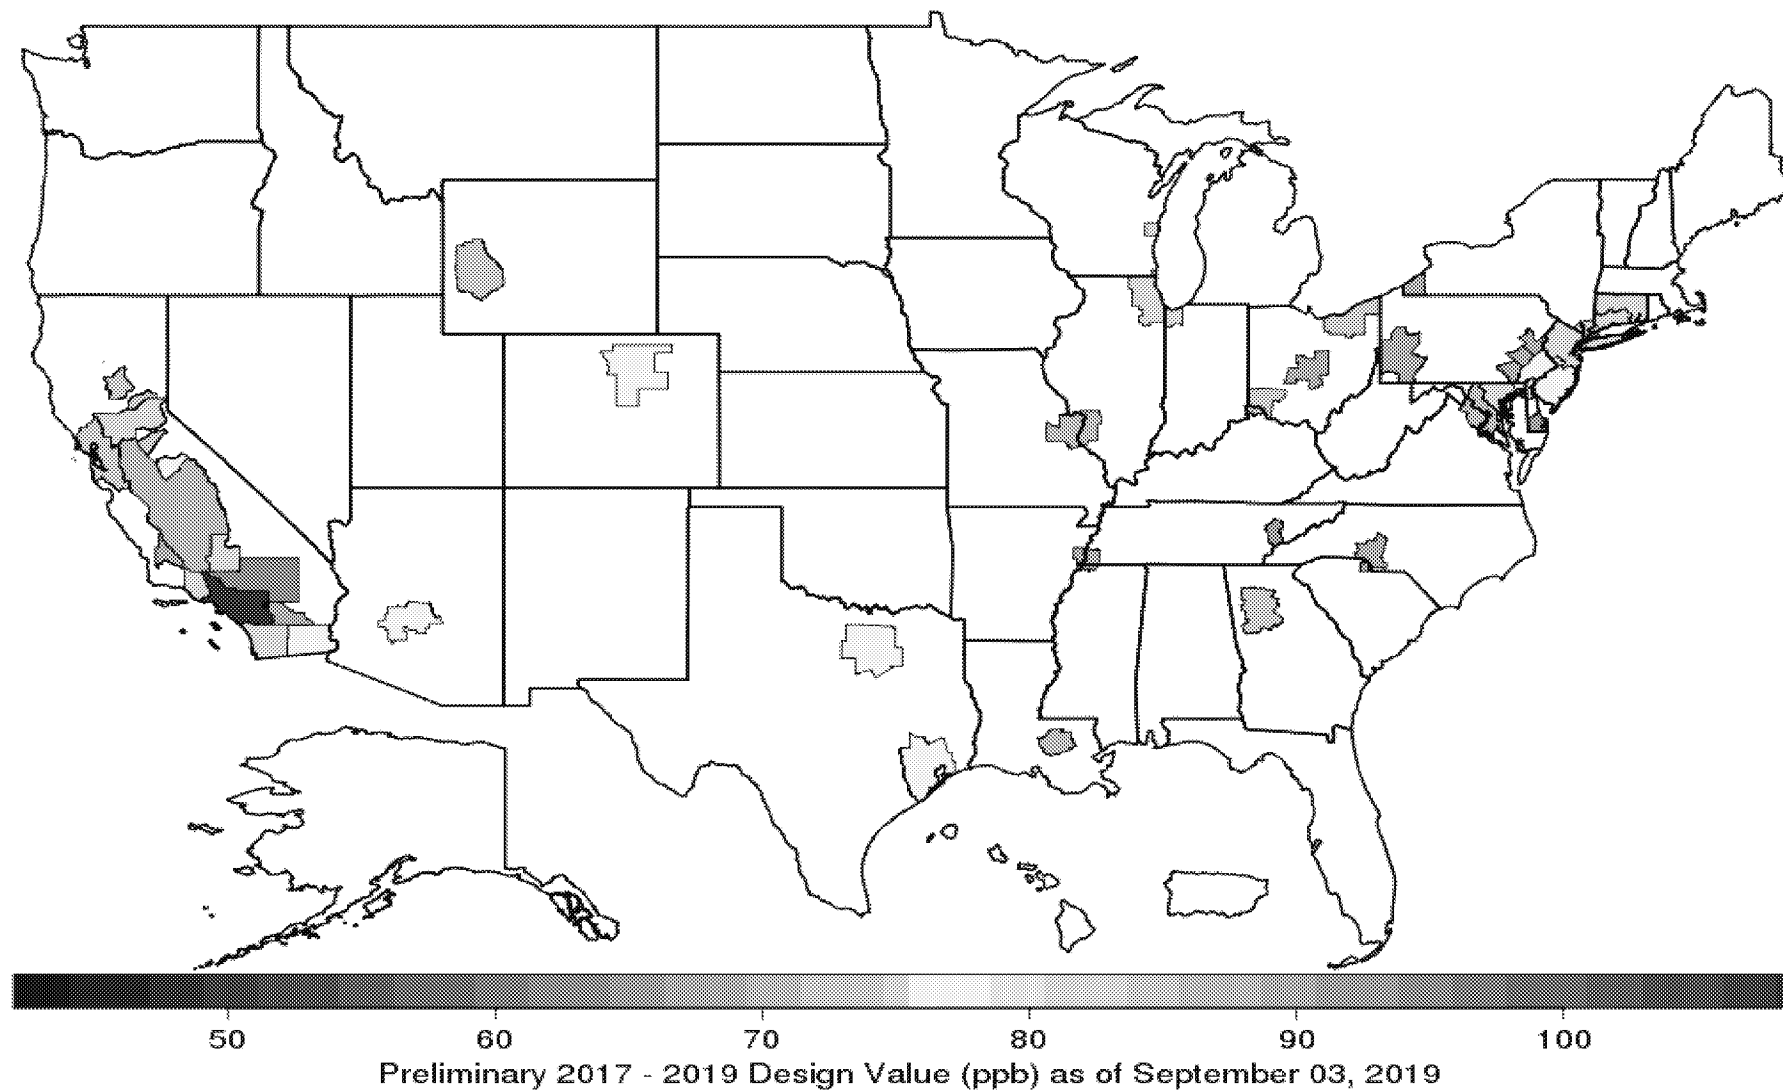 50 60 70 80 90 100
Preliminary 2017 - 2019 Design Value (ppb) as of September 03, 2019